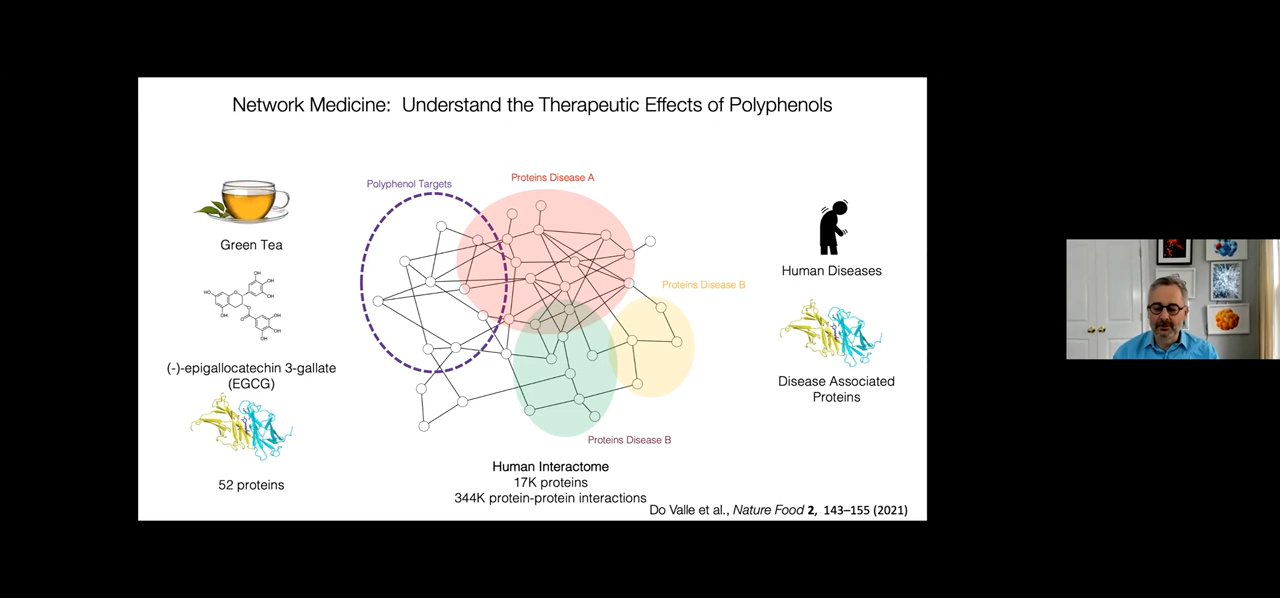 Network Medicine: Understand the Therapeutic Effects of Polyphenols
Green Tea
(-)-epigallocatechin 3-gallate
(EGCG)
52 proteins
Polyphenol Targets
Proteins Disease A
Proteins Disease B
Proteins Disease B
Human Interactome
17K proteins
344K protein-protein interactions
Human Diseases
Disease Associated
Proteins
Do Valle et al., Nature Food 2, 143–155 (2021)